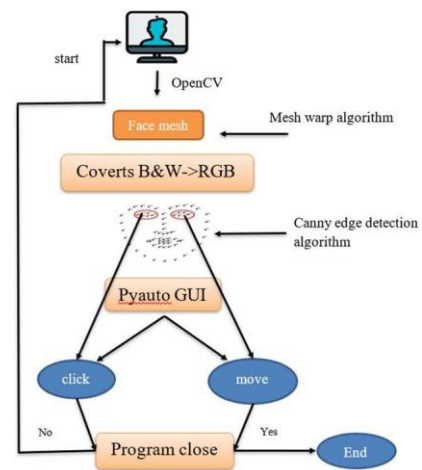 start
OpenCV
Face mesh
Mesh warp algorithm
Coverts B&W->RGB
Canny edge detection
algorithm
Pyauto GUI
click
move
No
Yes
Program close
End